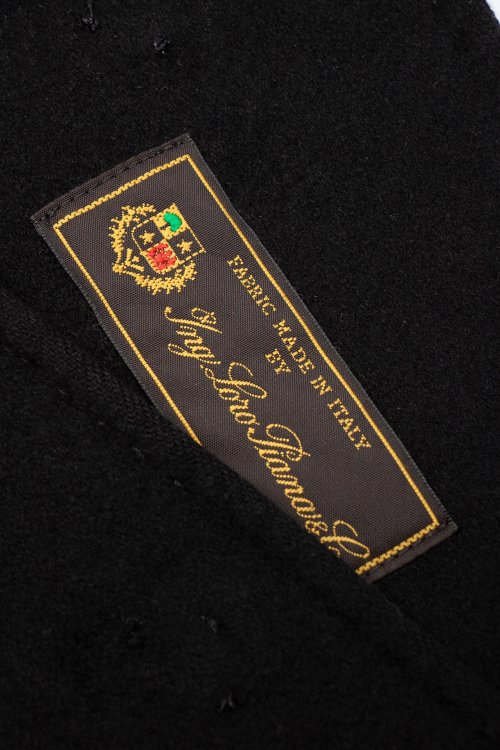 FABRIC MADE IN ITALY
BY
Ing. Loro Piana & C